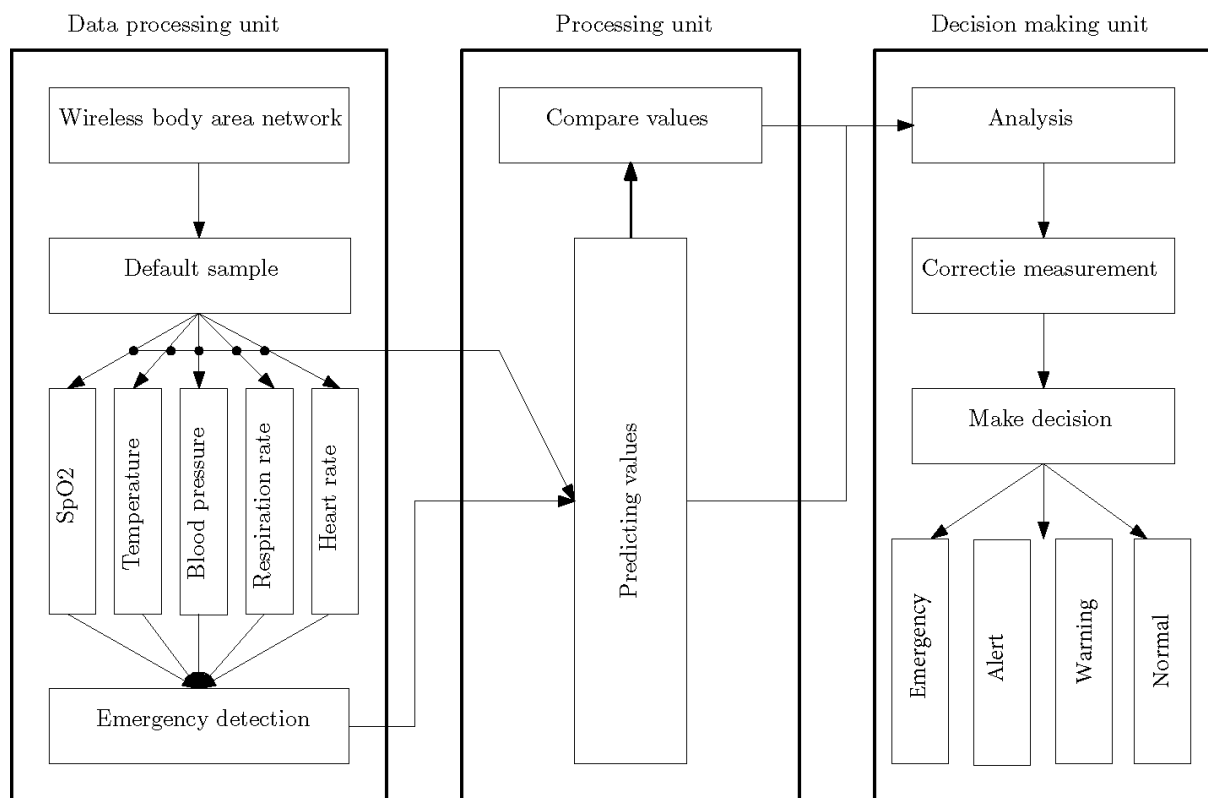 Data processing unit
Wireless body area network
Default sample
SpO2
Temperature
Blood pressure
Respiration rate
Heart rate
Emergency detection
Processing unit
Compare values
Predicting values
Decision making unit
Analysis
Correctie measurement
Make decision
Emergency
Alert
Warning
Normal